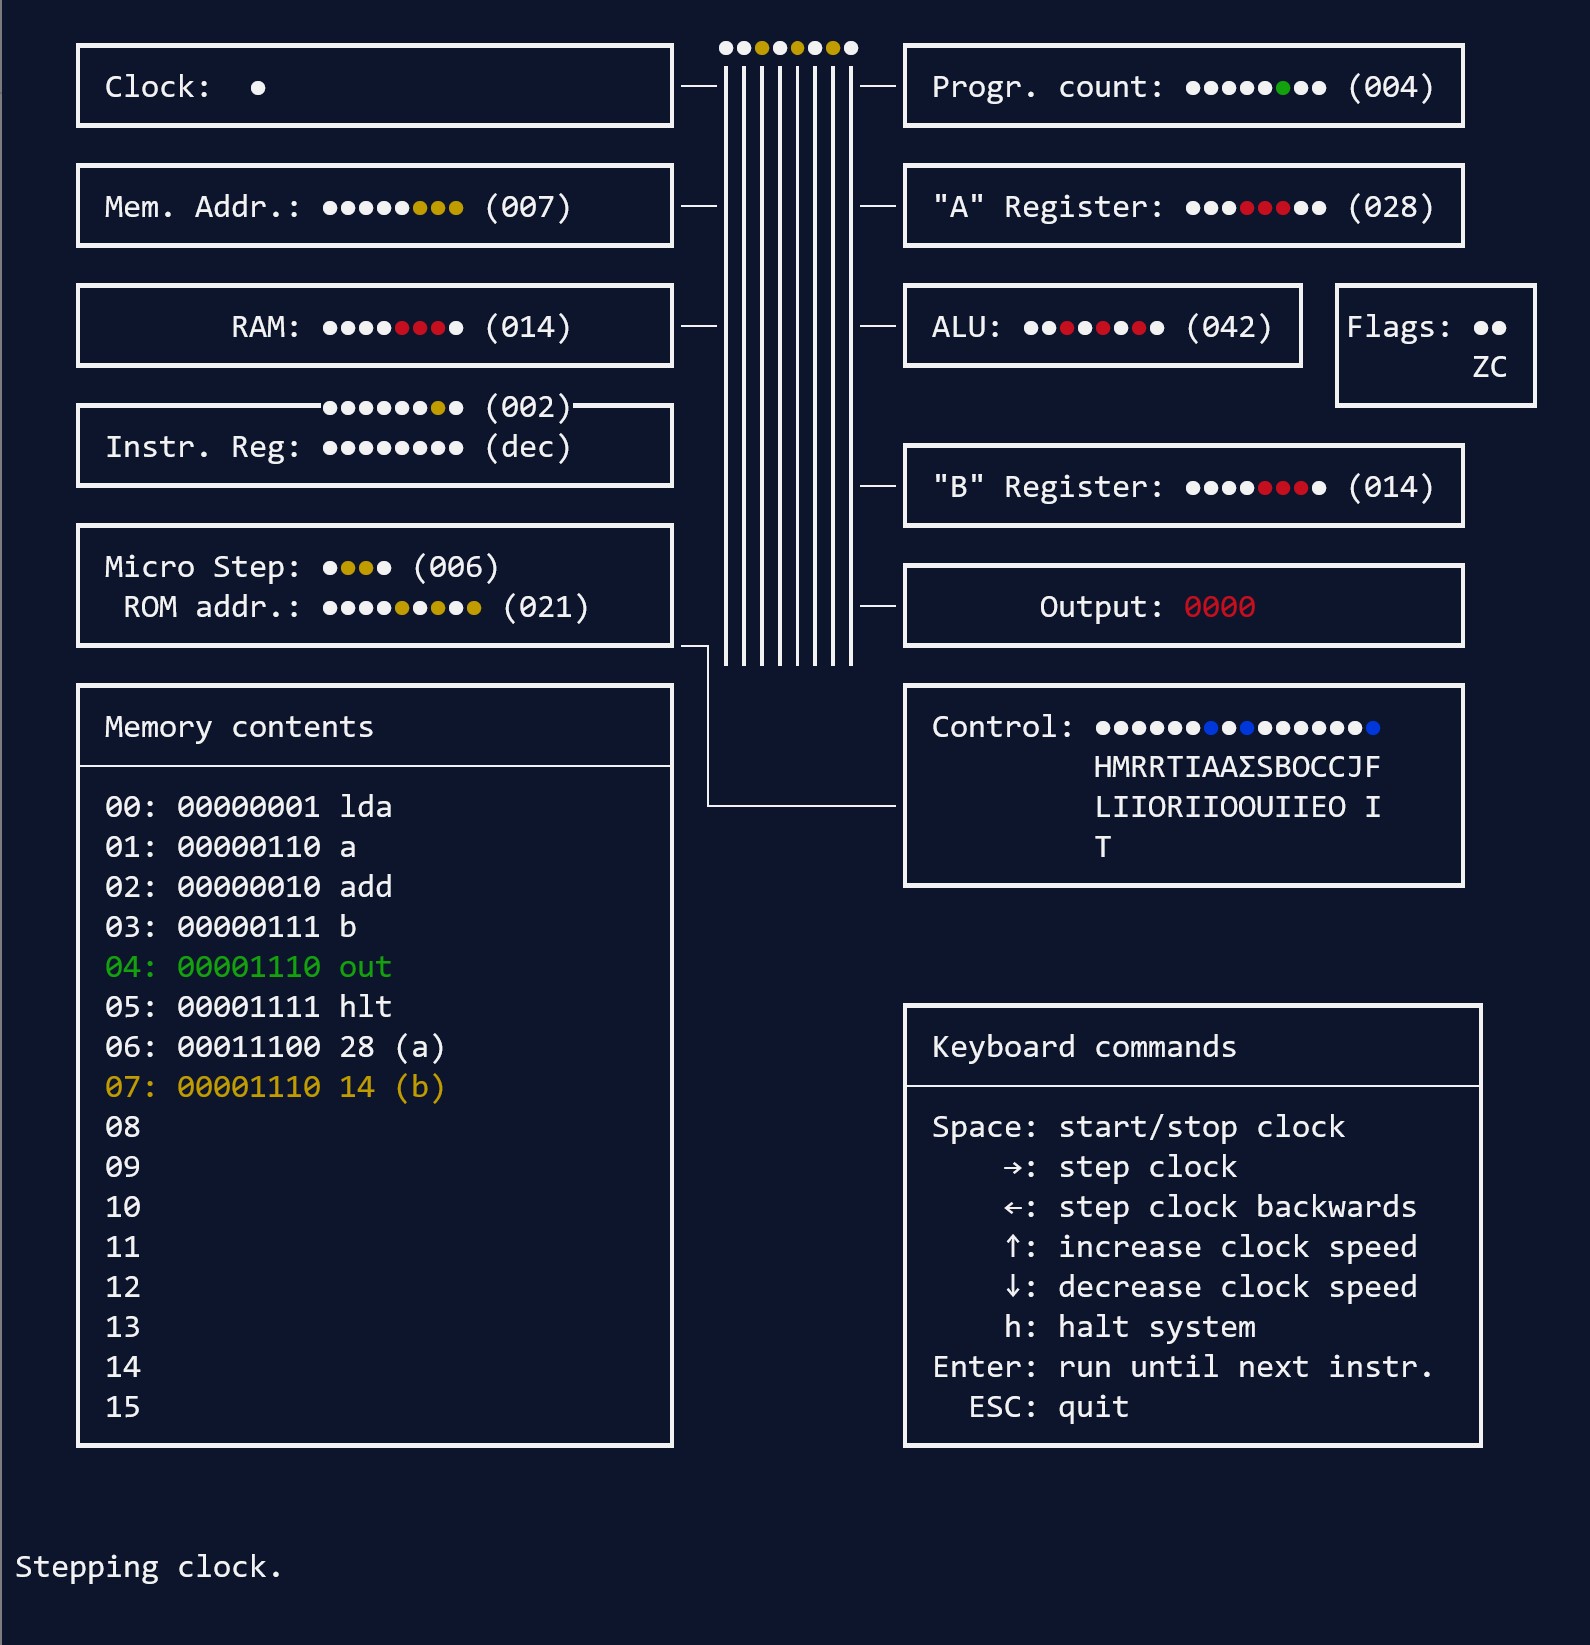 Clock:
Progr. count: (004)
Mem. Addr.: (007)
"A" Register: (028)
RAM: (014)
ALU: (042)
Flags:
ZC
(002)
Instr. Reg: (dec)
"B" Register: (014)
Micro Step: (006)
ROM addr.: (021)
Output: 0000
Memory contents
00: 00000001 lda
01: 00000110 a
02: 00000010 add
03: 00000111 b
04: 00001110 out
05: 00001111 hlt
06: 00011100 28 (a)
07: 00001110 14 (b)
08
09
10
11
12
13
14
15
Control:
HMRRTIAAΣSBOCCJF
LIIORIIOOUIIEO I
T
Keyboard commands
Space: start/stop clock
→: step clock
←: step clock backwards
↑: increase clock speed
↓: decrease clock speed
h: halt system
Enter: run until next instr.
ESC: quit
Stepping clock.